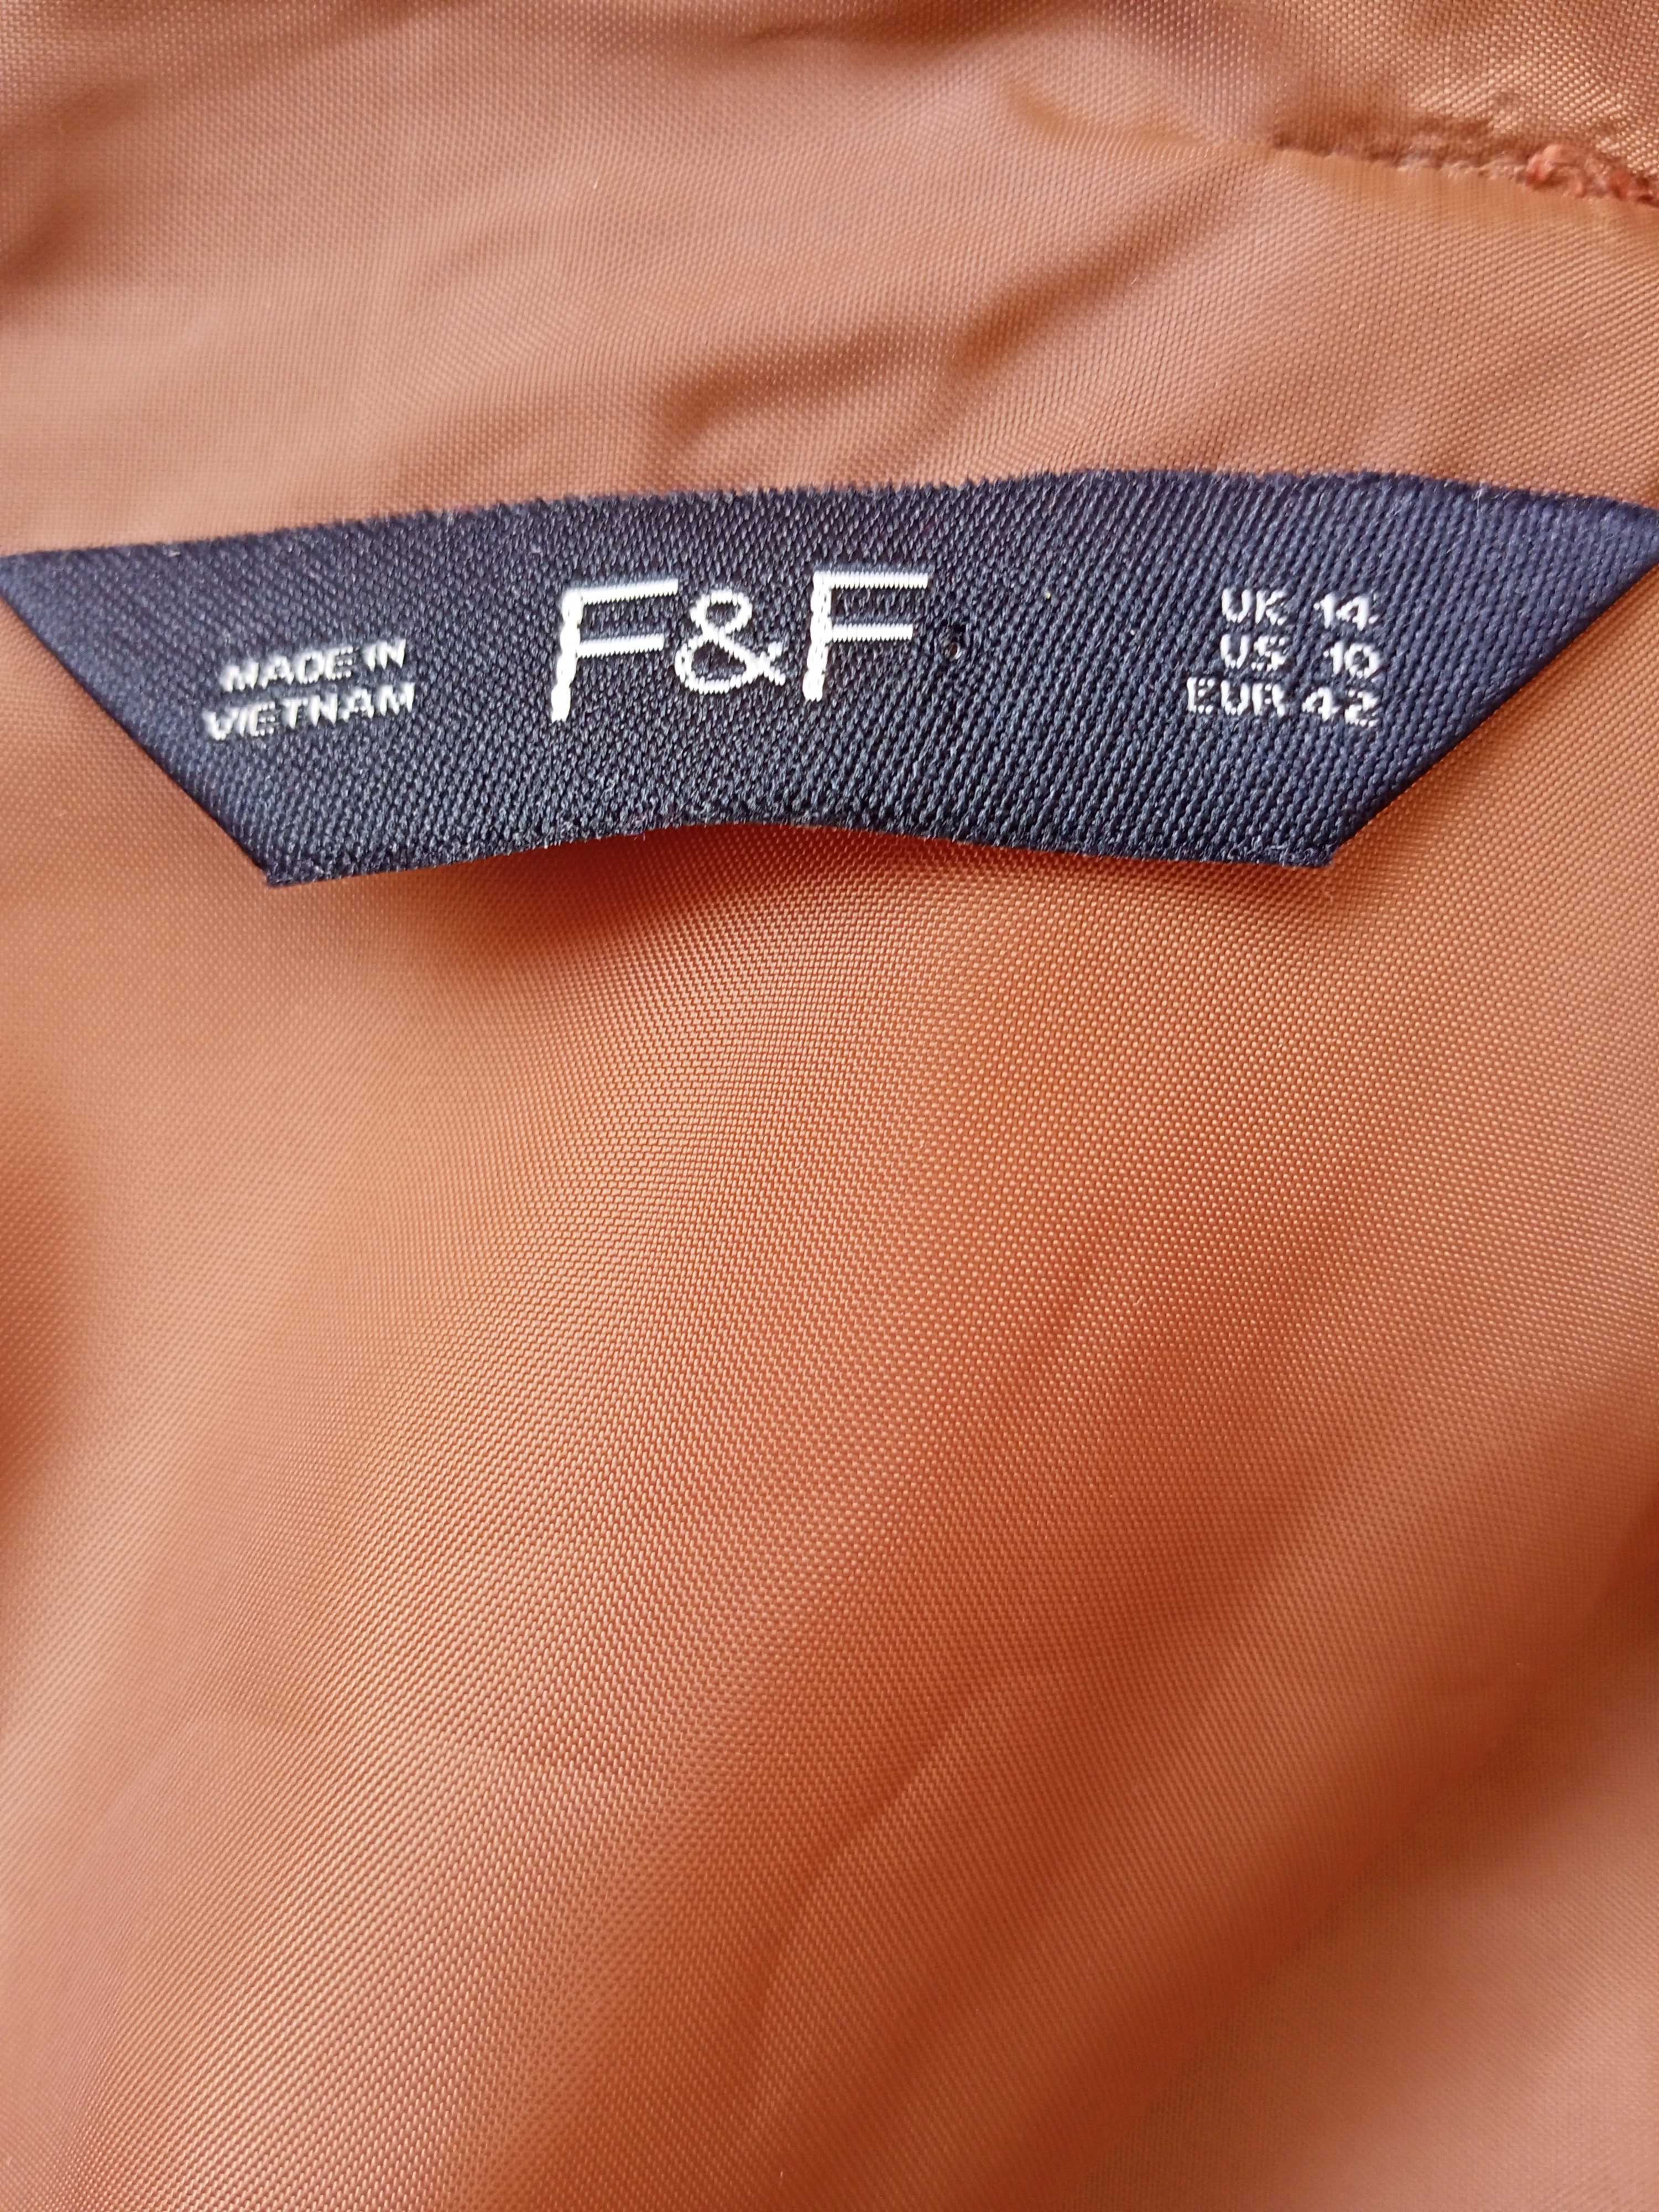 MADE IN
VIETNAM
F&F
UK 14
US 10
EUR 42